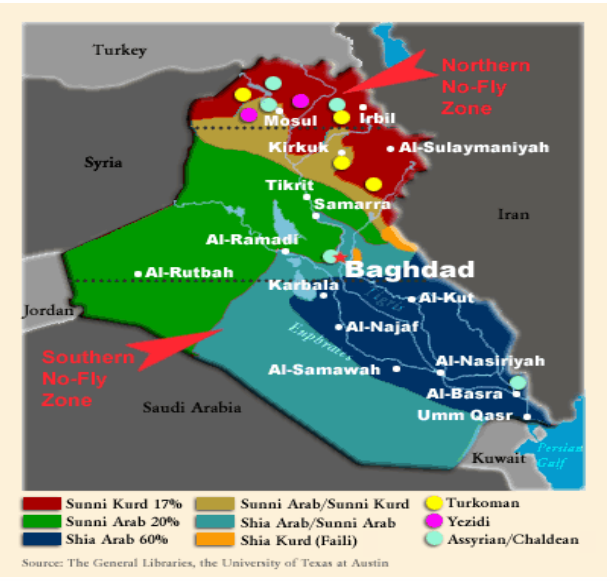 Turkey
Northern
No-Fly
Zone
Mosul
Irbil
Kirkuk
Al-Sulaymaniyah
Syria
Tikrit
Samarra
Iran
Al-Ramadi
Baghdad
Al-Rutbah
Karbala
Tigris
Al-Kut
Jordan
Al-Najaf
Euphrates
Southern
No-Fly
Zone
Al-Nasiriyah
Al-Samawah
Al-Basra
Saudi Arabia
Umm Qasr
Persian
Gulf
Kuwait
Sunni Kurd 17%
Sunni Arab/Sunni Kurd
Turkoman
Sunni Arab 20%
Shia Arab/Sunni Arab
Yezidi
Shia Arab 60%
Shia Kurd (Faili)
Assyrian/Chaldean
Source: The General Libraries, the University of Texas at Austin